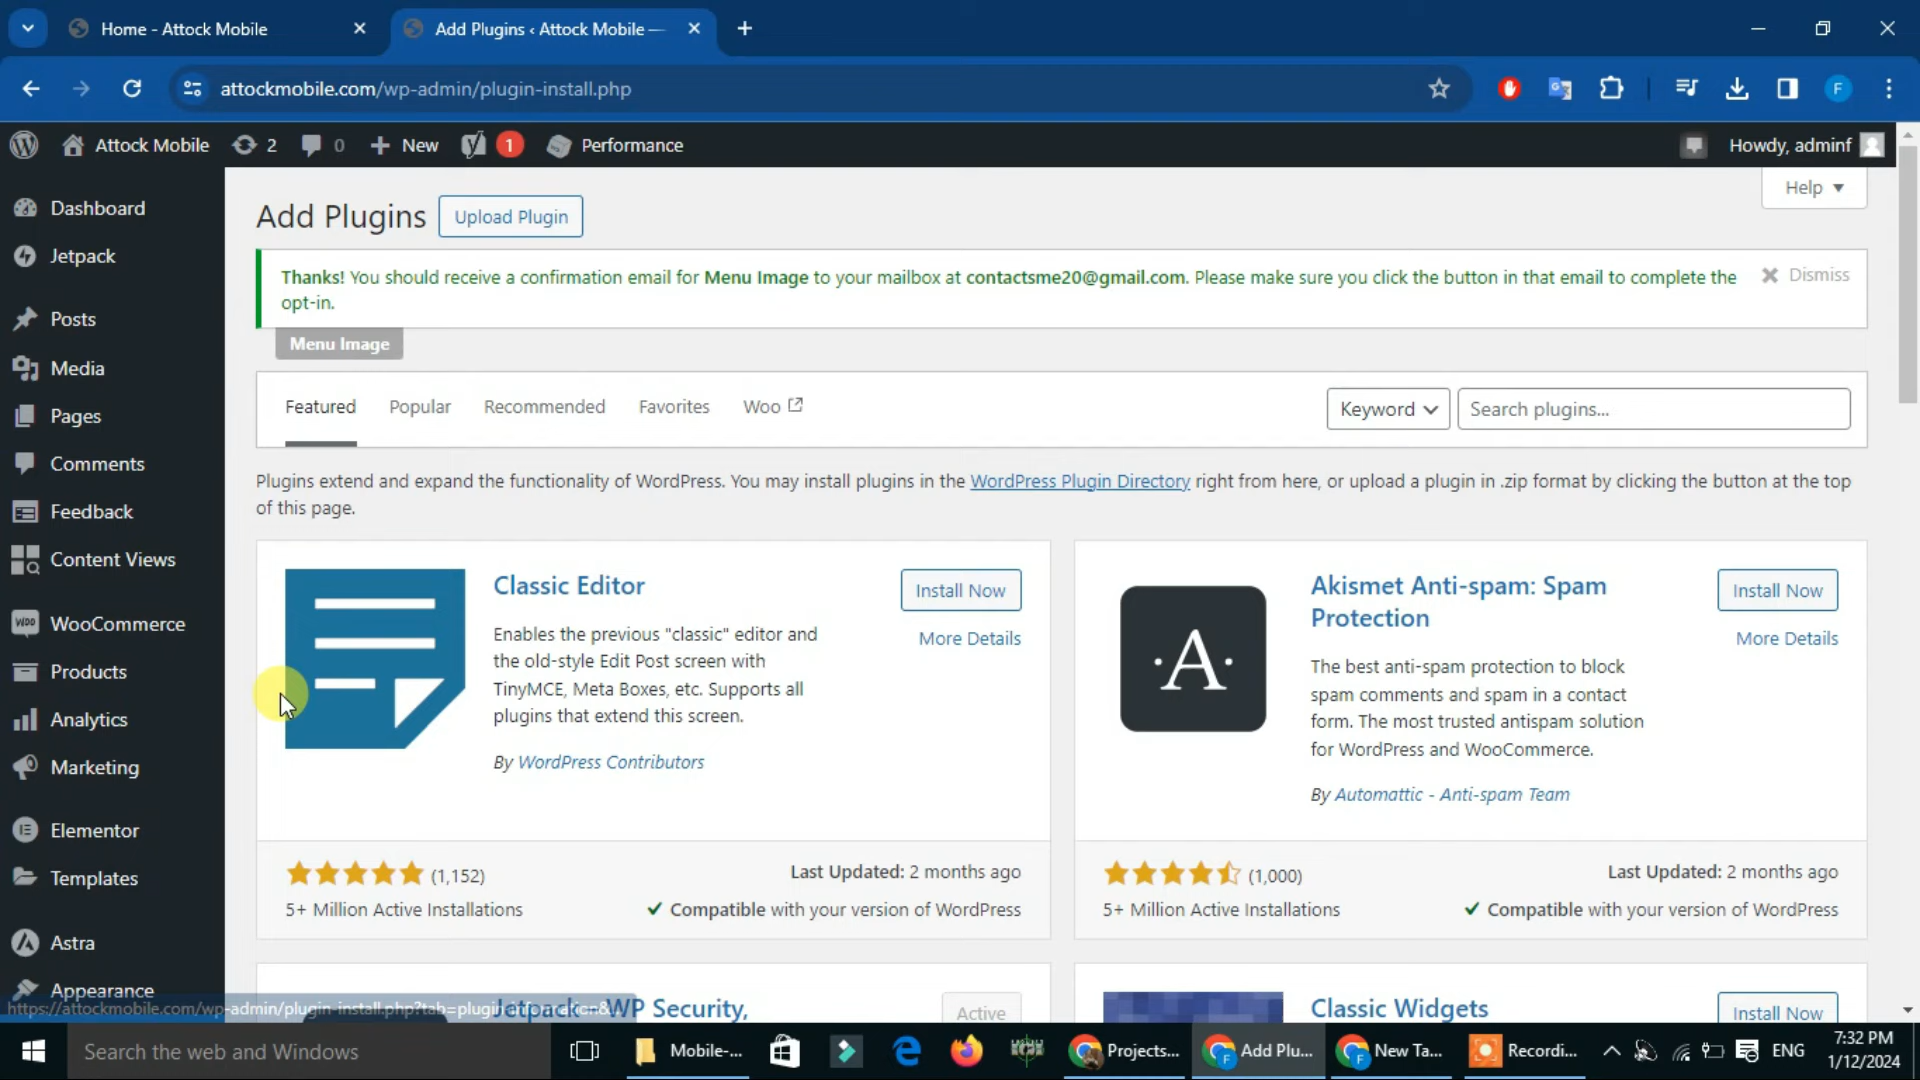 Home - Attock Mobile
Add Plugins ‹ Attock Mobile —
attockmobile.com/wp-admin/plugin-install.php
F
Attock Mobile
2
0
New
1
Performance
Howdy, adminf
Dashboard
Jetpack
Posts
Media
Pages
Comments
Feedback
Content Views
WOO
WooCommerce
Products
Analytics
Marketing
Elementor
Templates
Astra
Appearance
Help
Add Plugins
Upload Plugin
Thanks! You should receive a confirmation email for Menu Image to your mailbox at contactsme20@gmail.com. Please make sure you click the button in that email to complete the
opt-in.
Dismiss
Menu Image
Featured
Popular
Recommended
Favorites
Woo
Keyword
Search plugins...
Plugins extend and expand the functionality of WordPress. You may install plugins in the WordPress Plugin Directory right from here, or upload a plugin in .zip format by clicking the button at the top
of this page.
Classic Editor
Install Now
More Details
Enables the previous "classic" editor and
the old-style Edit Post screen with
TinyMCE, Meta Boxes, etc. Supports all
plugins that extend this screen.
By WordPress Contributors
(1,152)
Last Updated: 2 months ago
5+ Million Active Installations
Compatible with your version of WordPress
·A·
Akismet Anti-spam: Spam
Protection
Install Now
More Details
The best anti-spam protection to block
spam comments and spam in a contact
form. The most trusted antispam solution
for WordPress and WooCommerce.
By Automattic - Anti-spam Team
(1,000)
Last Updated: 2 months ago
5+ Million Active Installations
Compatible with your version of WordPress
Jetpack – WP Security,
Active
Classic Widgets
Install Now
https://attockmobile.com/wp-admin/plugin-install.php?tab=plugin-information&...
Search the web and Windows
Mobile-...
Projects...
Add Plu...
New Ta...
Recordi...
ENG
7:32 PM
1/12/2024